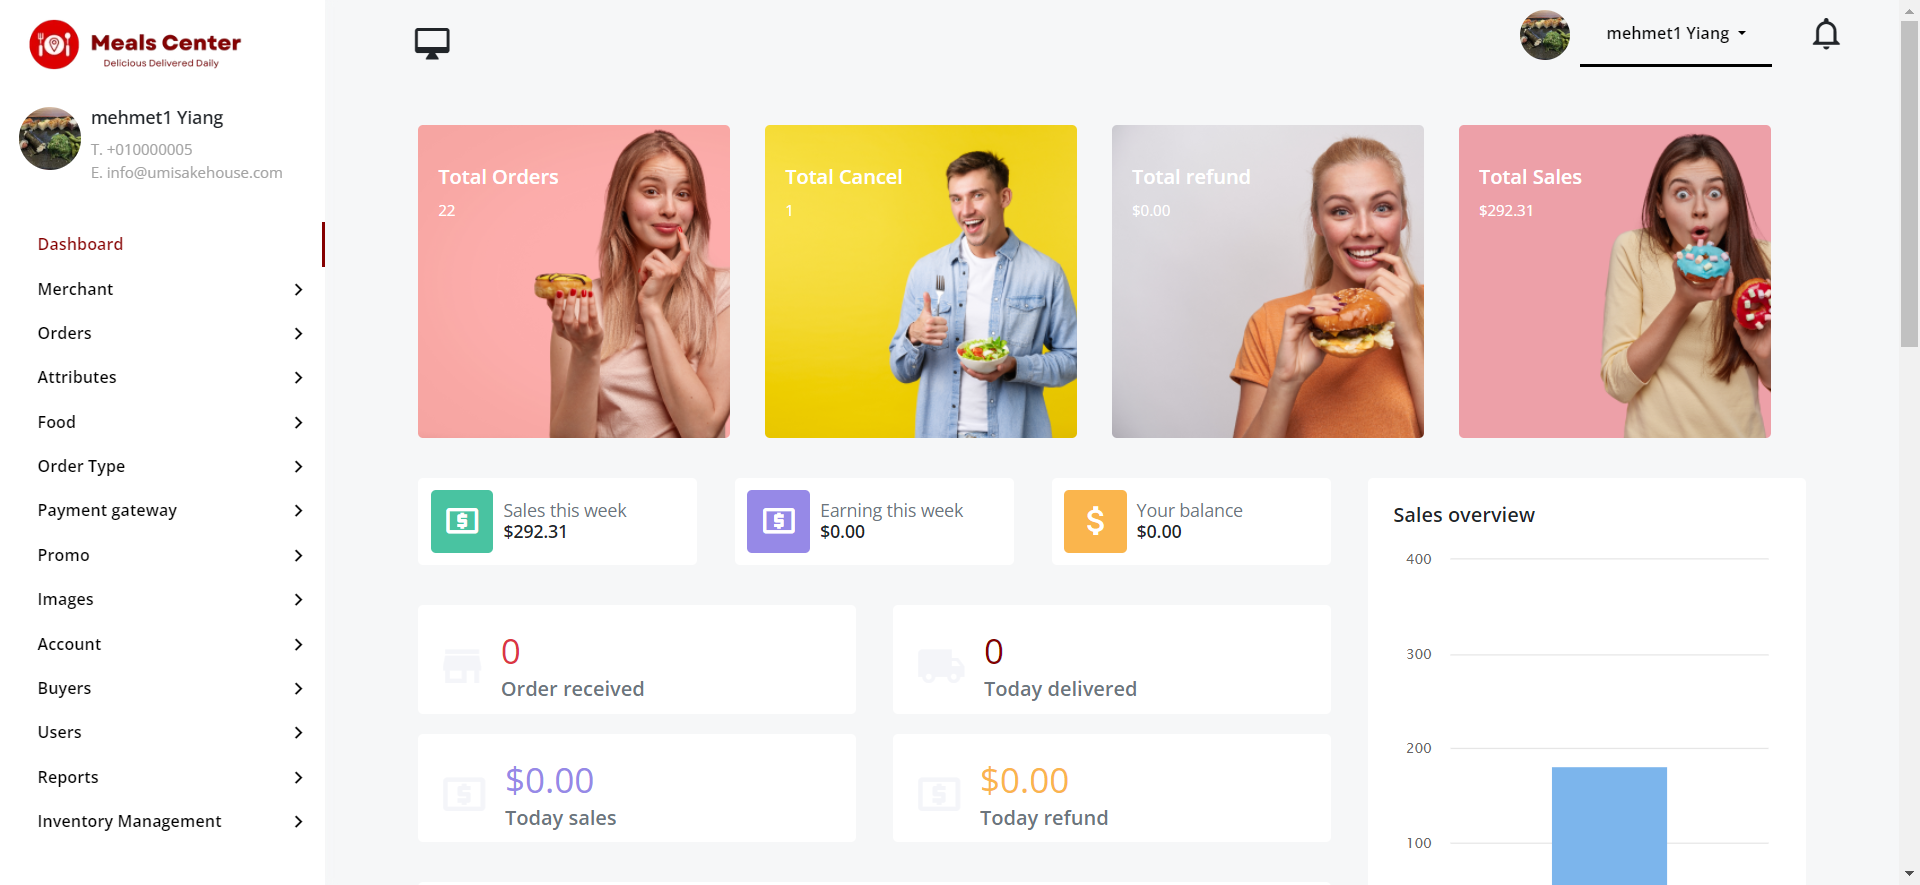 Meals Center
Delicious Delivered Daily
mehmet1 Yiang
T. +010000005
E. info@umisakehouse.com
Dashboard
Merchant
Orders
Attributes
Food
Order Type
Payment gateway
Promo
Images
Account
Buyers
Users
Reports
Inventory Management
mehmet1 Yiang
Total Orders
22
Total Cancel
1
Total refund
$0.00
Total Sales
$292.31
Sales this week
$292.31
Earning this week
$0.00
Your balance
$0.00
0
Order received
0
Today delivered
$0.00
Today sales
$0.00
Today refund
Sales overview
400
300
200
100